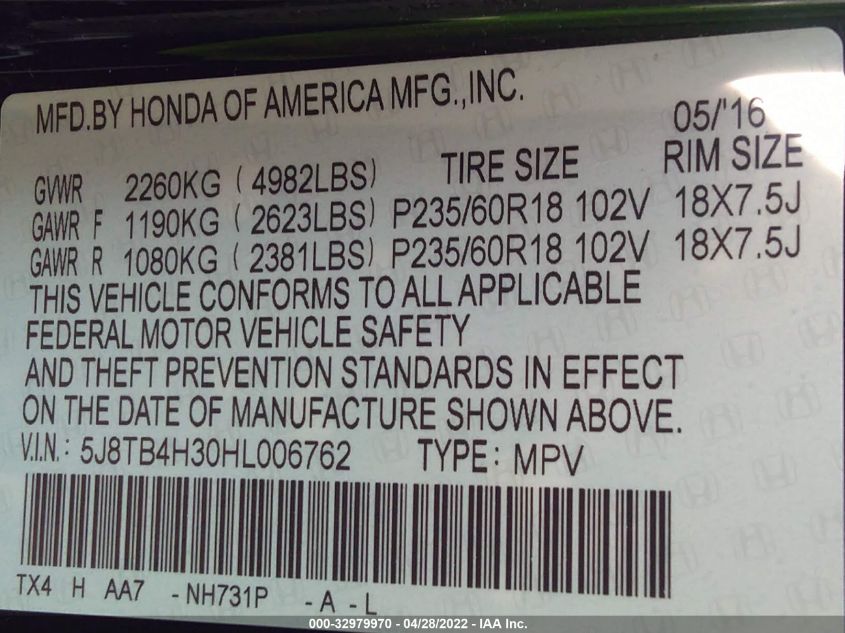 MFD.BY HONDA OF AMERICA MFG.,INC. 05/'16
TIRE SIZE RIM SIZE
GVWR 2260KG ( 4982LBS)
GAWR F 1190KG ( 2623LBS) P235/60R18 102V 18X7.5J
GAWR R 1080KG ( 2381LBS) P235/60R18 102V 18X7.5J
THIS VEHICLE CONFORMS TO ALL APPLICABLE
FEDERAL MOTOR VEHICLE SAFETY
AND THEFT PREVENTION STANDARDS IN EFFECT
ON THE DATE OF MANUFACTURE SHOWN ABOVE.
V.I.N.: 5J8TB4H30HL006762 TYPE: MPV
TX4 H AA7 - NH731P - A - L
000-32979970 - 04/28/2022 - IAA Inc.